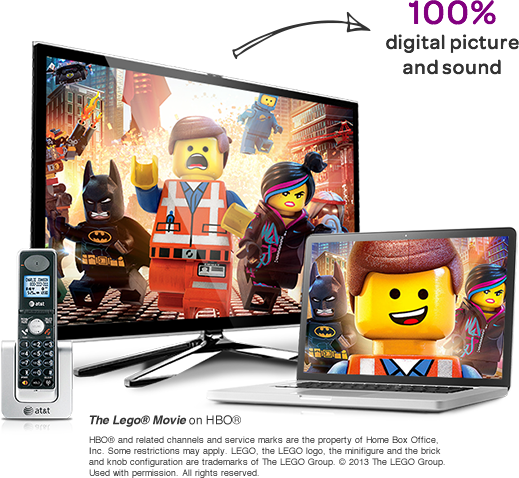 100%
digital picture
and sound
at&t
at&t
The Lego® Movie on HBO®
HBO® and related channels and service marks are the property of Home Box Office,
Inc. Some restrictions may apply. LEGO, the LEGO logo, the minifigure and the brick
and knob configuration are trademarks of The LEGO Group. © 2013 The LEGO Group.
Used with permission. All rights reserved.